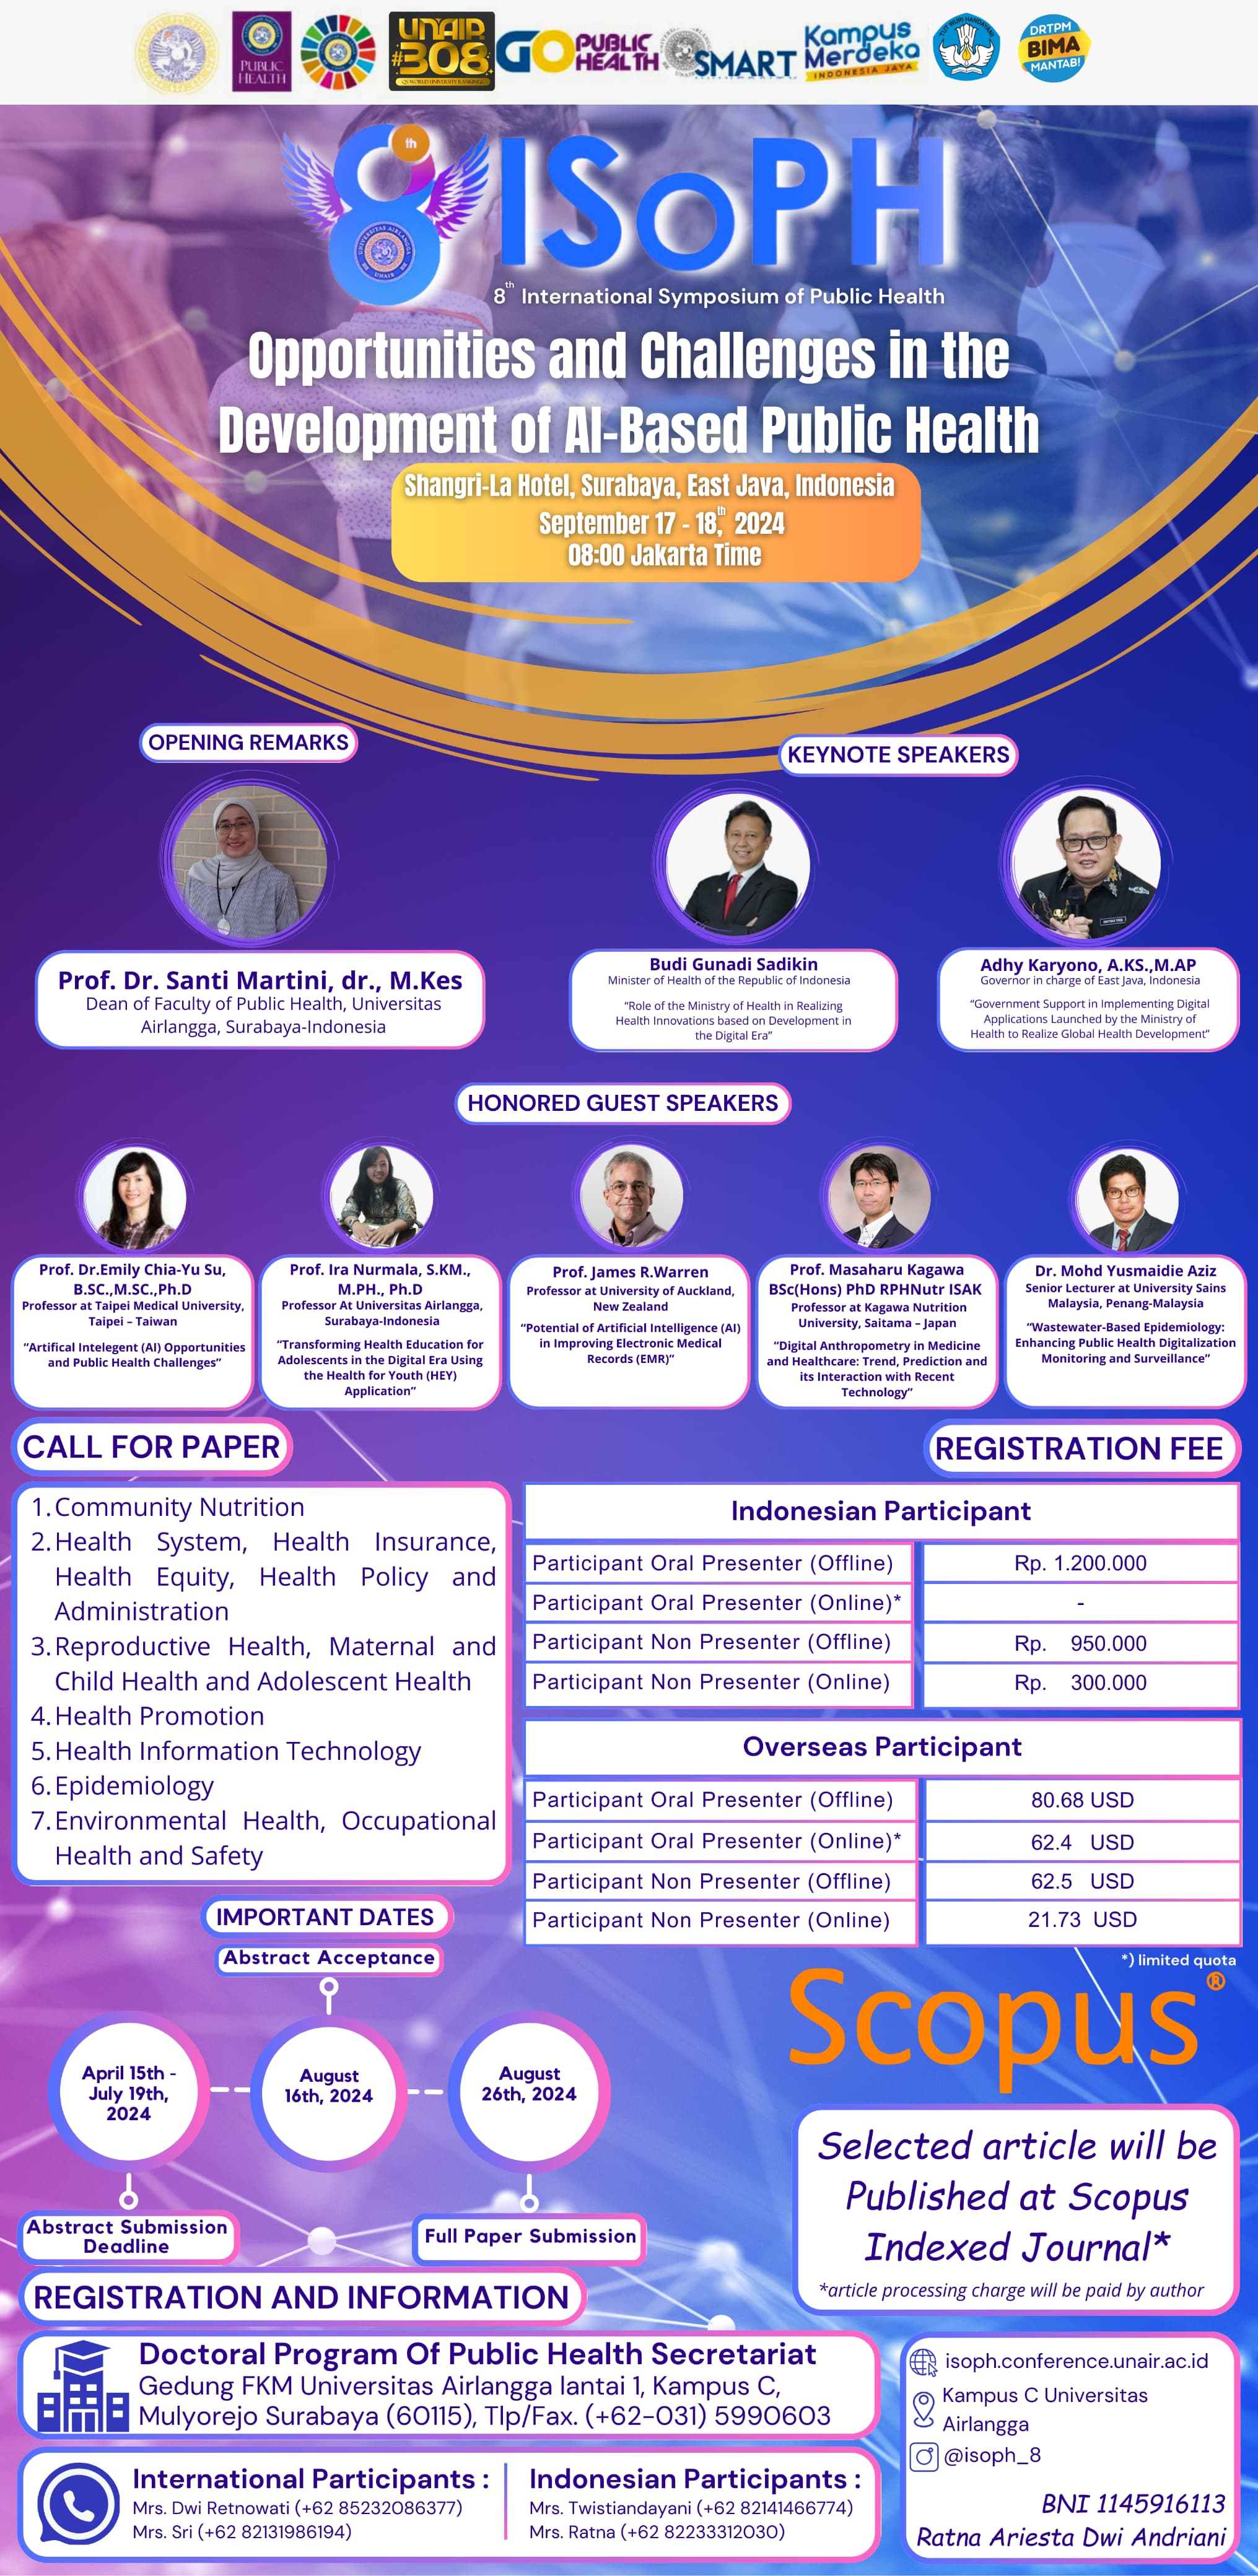 PUBLIC
HEALTH
UNAIR
#308
GO PUBLIC
HEALTH
SMART
Kampus
Merdeka
INDONESIA JAYA
TUT WURI HANDAYANI
DRTPM
BIMA
MANTAB!
8th ISoPH
UNIVERSITAS AIRLANGGA
UNAIR
8th International Symposium of Public Health
Opportunities and Challenges in the
Development of AI-Based Public Health
Shangri-La Hotel, Surabaya, East Java, Indonesia
September 17 - 18,th 2024
08:00 Jakarta Time
OPENING REMARKS
Prof. Dr. Santi Martini, dr., M.Kes
Dean of Faculty of Public Health, Universitas
Airlangga, Surabaya-Indonesia
KEYNOTE SPEAKERS
Budi Gunadi Sadikin
Minister of Health of the Republic of Indonesia
“Role of the Ministry of Health in Realizing
Health Innovations based on Development in
the Digital Era”
Adhy Karyono, A.KS.,M.AP
Governor in charge of East Java, Indonesia
“Government Support in Implementing Digital
Applications Launched by the Ministry of
Health to Realize Global Health Development”
HONORED GUEST SPEAKERS
Prof. Dr.Emily Chia-Yu Su,
B.SC.,M.SC.,Ph.D
Professor at Taipei Medical University,
Taipei – Taiwan
“Artifical Intelegent (AI) Opportunities
and Public Health Challenges”
Prof. Ira Nurmala, S.KM.,
M.PH., Ph.D
Professor At Universitas Airlangga,
Surabaya-Indonesia
“Transforming Health Education for
Adolescents in the Digital Era Using
the Health for Youth (HEY)
Application”
Prof. James R.Warren
Professor at University of Auckland,
New Zealand
“Potential of Artificial Intelligence (AI)
in Improving Electronic Medical
Records (EMR)”
Prof. Masaharu Kagawa
BSc(Hons) PhD RPHNutr ISAK
Professor at Kagawa Nutrition
University, Saitama – Japan
“Digital Anthropometry in Medicine
and Healthcare: Trend, Prediction and
its Interaction with Recent
Technology”
Dr. Mohd Yusmaidie Aziz
Senior Lecturer at University Sains
Malaysia, Penang-Malaysia
“Wastewater-Based Epidemiology:
Enhancing Public Health Digitalization
Monitoring and Surveillance”
CALL FOR PAPER
1. Community Nutrition
2. Health System, Health Insurance,
Health Equity, Health Policy and
Administration
3. Reproductive Health, Maternal and
Child Health and Adolescent Health
4. Health Promotion
5. Health Information Technology
6. Epidemiology
7. Environmental Health, Occupational
Health and Safety
REGISTRATION FEE
Indonesian Participant
Participant Oral Presenter (Offline) Rp. 1.200.000
Participant Oral Presenter (Online)* -
Participant Non Presenter (Offline) Rp. 950.000
Participant Non Presenter (Online) Rp. 300.000
Overseas Participant
Participant Oral Presenter (Offline) 80.68 USD
Participant Oral Presenter (Online)* 62.4 USD
Participant Non Presenter (Offline) 62.5 USD
Participant Non Presenter (Online) 21.73 USD
*) limited quota
IMPORTANT DATES
Abstract Acceptance
April 15th -
July 19th,
2024
August
16th, 2024
August
26th, 2024
Abstract Submission
Deadline
Full Paper Submission
Scopus®
Selected article will be
Published at Scopus
Indexed Journal*
*article processing charge will be paid by author
REGISTRATION AND INFORMATION
Doctoral Program Of Public Health Secretariat
Gedung FKM Universitas Airlangga lantai 1, Kampus C,
Mulyorejo Surabaya (60115), Tlp/Fax. (+62-031) 5990603
International Participants :
Mrs. Dwi Retnowati (+62 85232086377)
Mrs. Sri (+62 82131986194)
Indonesian Participants :
Mrs. Twistiandayani (+62 82141466774)
Mrs. Ratna (+62 82233312030)
isoph.conference.unair.ac.id
Kampus C Universitas
Airlangga
@isoph_8
BNI 1145916113
Ratna Ariesta Dwi Andriani